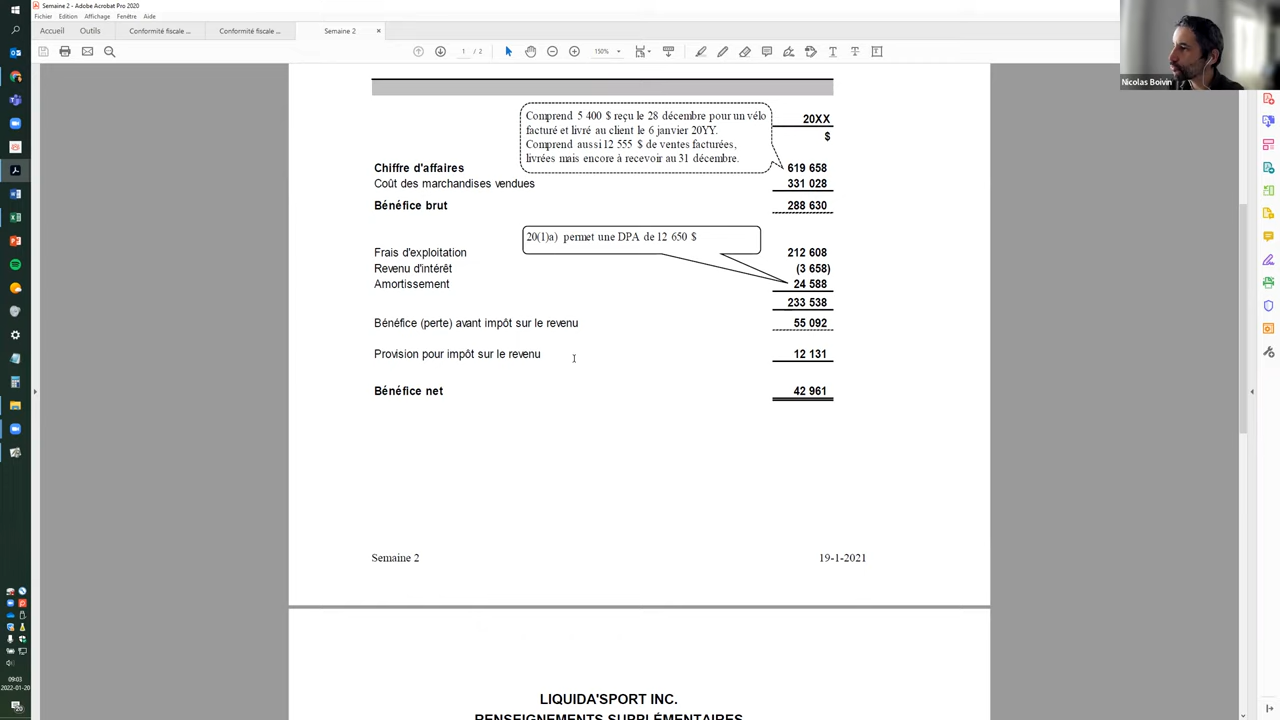 Semaine 2 - Adobe Acrobat Pro 2020
Fichier Edition Affichage Fenêtre Aide
Accueil Outils Conformité fiscale ... Conformité fiscale ... Semaine 2 ×
1 / 2 150%
Nicolas Boivin
Comprend 5 400 $ reçu le 28 décembre pour un vélo
facturé et livré au client le 6 janvier 20YY.
Comprend aussi 12 555 $ de ventes facturées,
livrées mais encore à recevoir au 31 décembre.
20XX
$
Chiffre d'affaires 619 658
Coût des marchandises vendues 331 028
Bénéfice brut 288 630
20(1)a) permet une DPA de 12 650 $
Frais d'exploitation 212 608
Revenu d'intérêt (3 658)
Amortissement 24 588
233 538
Bénéfice (perte) avant impôt sur le revenu 55 092
Provision pour impôt sur le revenu 12 131
Bénéfice net 42 961
Semaine 2 19-1-2021
LIQUIDA'SPORT INC.
RENSEIGNEMENTS SUPPLÉMENTAIRES
09:03
2022-01-20